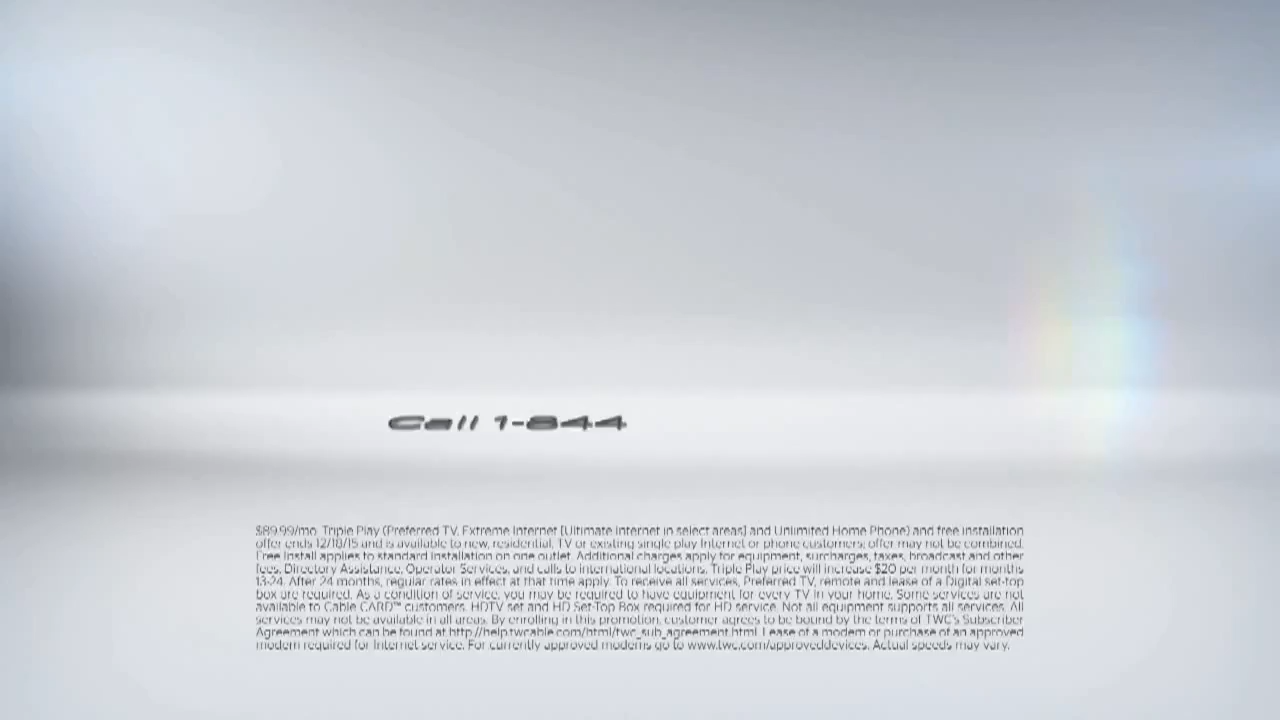 Call 1-844
$89.99/mo. Triple Play (Preferred TV, Extreme Internet [Ultimate Internet in select areas] and Unlimited Home Phone) and free installation
offer ends 12/18/15 and is available to new, residential, TV or existing single play Internet or phone customers; offer may not be combined.
Free Install applies to standard installation on one outlet. Additional charges apply for equipment, surcharges, taxes, broadcast and other
fees, Directory Assistance, Operator Services, and calls to international locations. Triple Play price will increase $20 per month for months
13-24. After 24 months, regular rates in effect at that time apply. To receive all services, Preferred TV, remote and lease of a Digital set-top
box are required. As a condition of service, you may be required to have equipment for every TV in your home. Some services are not
available to Cable CARD™ customers. HDTV set and HD Set-Top Box required for HD service. Not all equipment supports all services. All
services may not be available in all areas. By enrolling in this promotion, customer agrees to be bound by the terms of TWC's Subscriber
Agreement which can be found at http://help.twcable.com/html/twc_sub_agreement.html. Lease of a modem or purchase of an approved
modem required for Internet service. For currently approved modems go to www.twc.com/approveddevices. Actual speeds may vary.